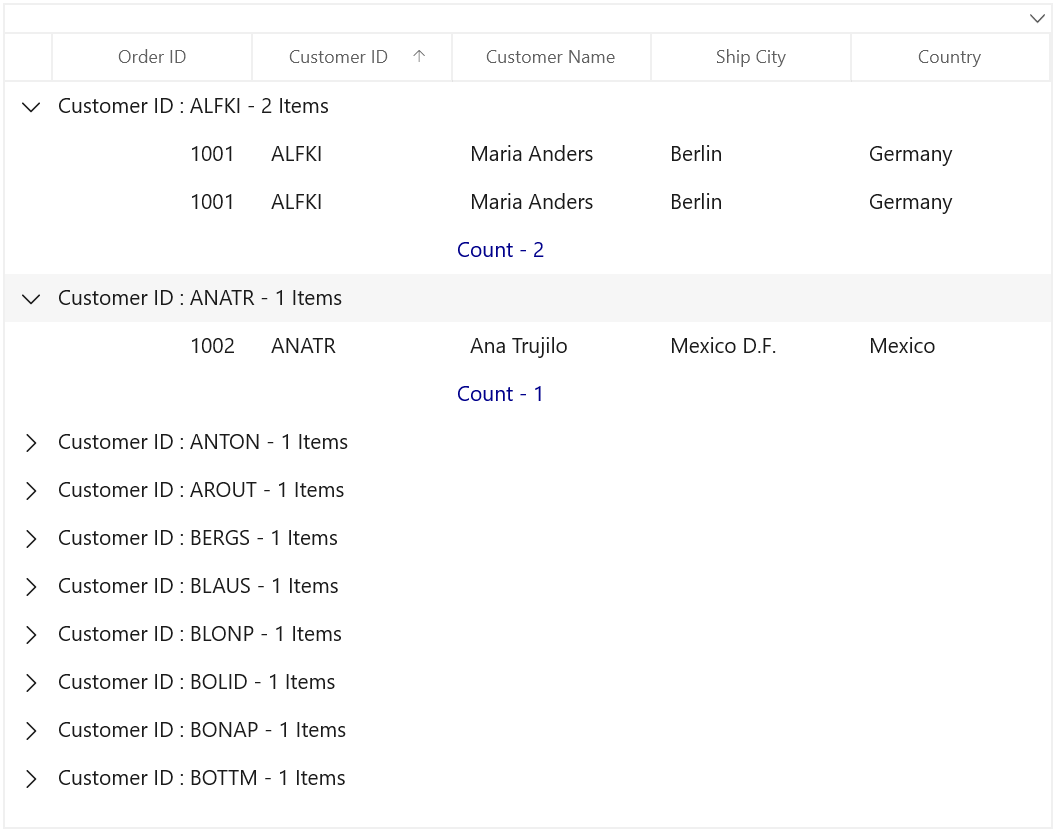 Order ID Customer ID Customer Name Ship City Country
Customer ID : ALFKI - 2 Items
1001 ALFKI Maria Anders Berlin Germany
1001 ALFKI Maria Anders Berlin Germany
Count - 2
Customer ID : ANATR - 1 Items
1002 ANATR Ana Trujilo Mexico D.F. Mexico
Count - 1
Customer ID : ANTON - 1 Items
Customer ID : AROUT - 1 Items
Customer ID : BERGS - 1 Items
Customer ID : BLAUS - 1 Items
Customer ID : BLONP - 1 Items
Customer ID : BOLID - 1 Items
Customer ID : BONAP - 1 Items
Customer ID : BOTTM - 1 Items